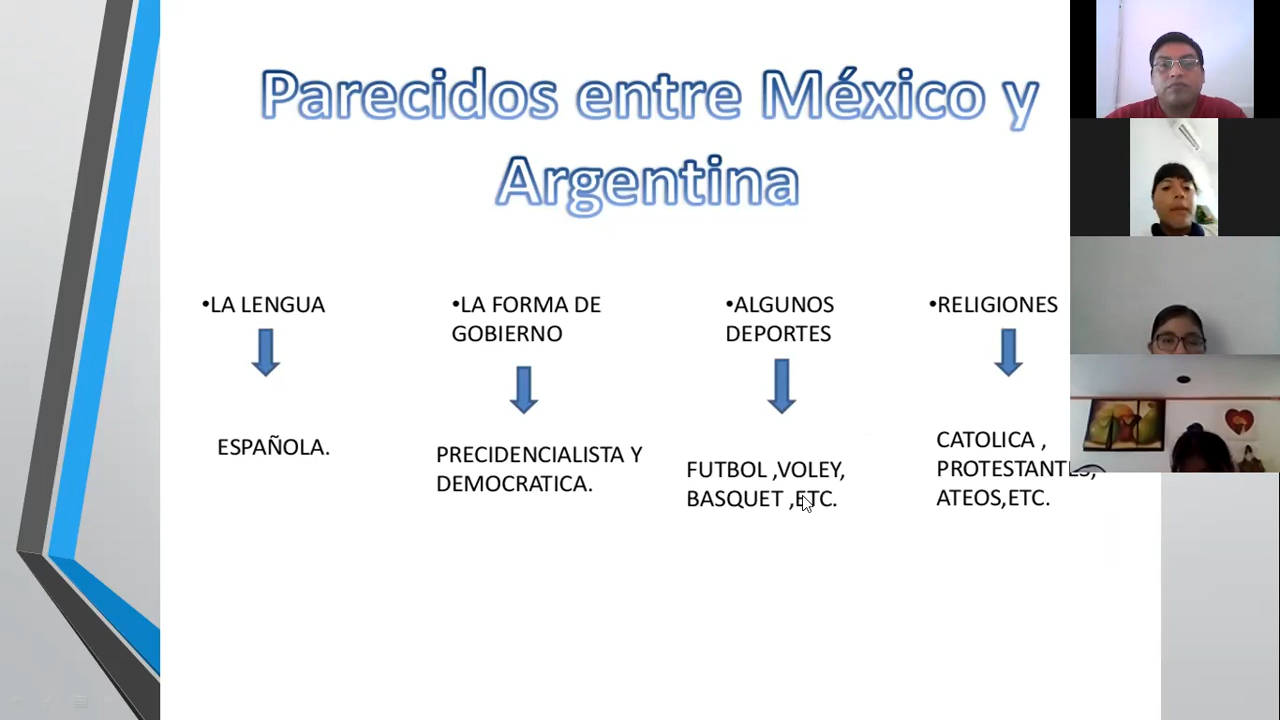 Parecidos entre México y
Argentina
•LA LENGUA
ESPAÑOLA.
•LA FORMA DE
GOBIERNO
PRECIDENCIALISTA Y
DEMOCRATICA.
•ALGUNOS
DEPORTES
FUTBOL ,VOLEY,
BASQUET ,ETC.
•RELIGIONES
CATOLICA ,
PROTESTANTES,
ATEOS,ETC.